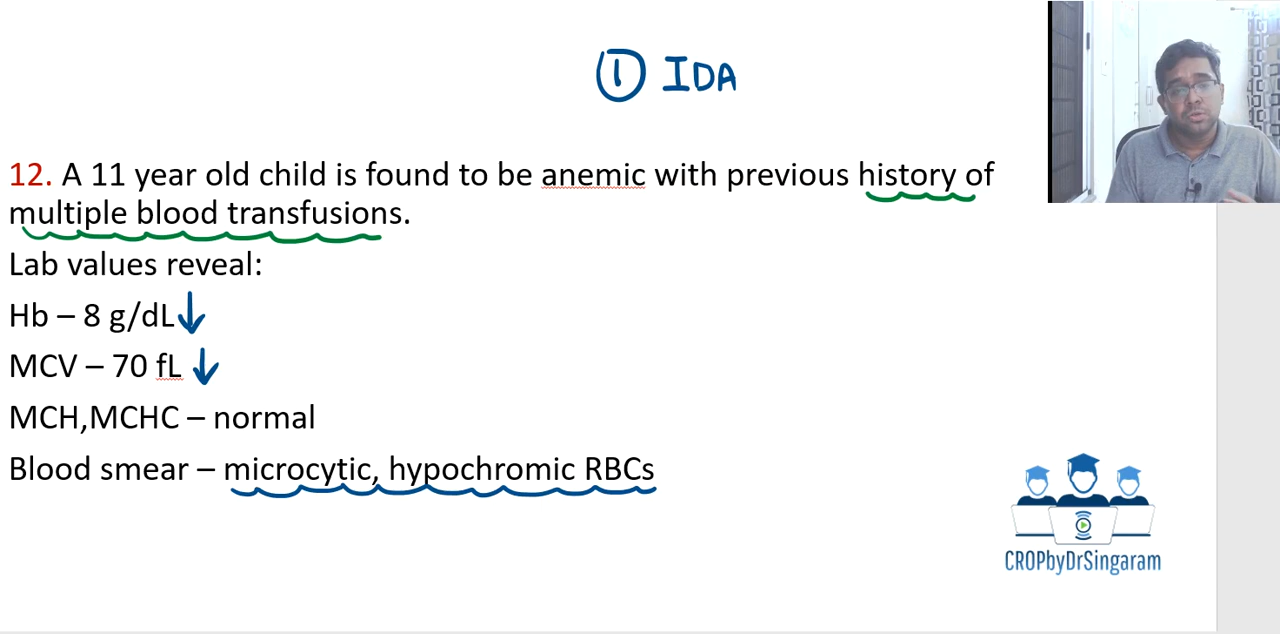 ① IDA
12. A 11 year old child is found to be anemic with previous history of
multiple blood transfusions.
Lab values reveal:
Hb – 8 g/dL↓
MCV – 70 fL ↓
MCH,MCHC – normal
Blood smear – microcytic, hypochromic RBCs
CROPbyDrSingaram